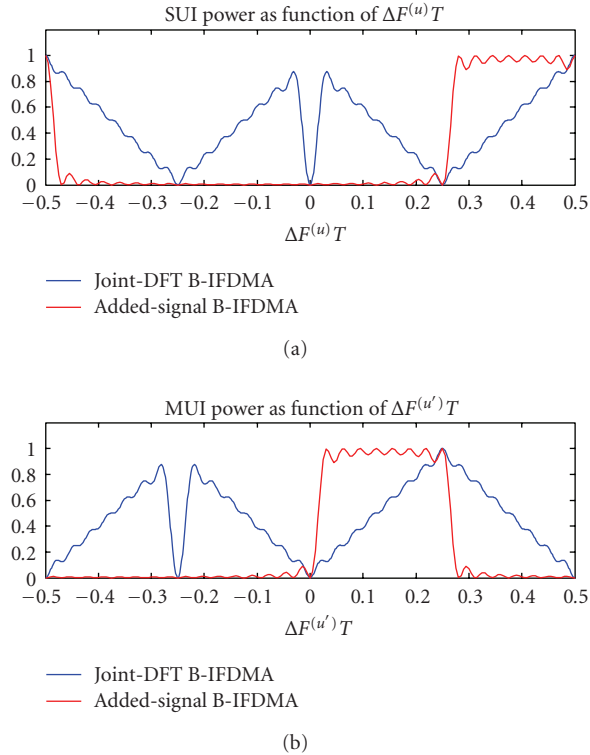 SUI power as function of ΔF⁽ᵘ⁾T
1
0.8
0.6
0.4
0.2
0
−0.5 −0.4 −0.3 −0.2 −0.1 0 0.1 0.2 0.3 0.4 0.5
ΔF⁽ᵘ⁾T
Joint-DFT B-IFDMA
Added-signal B-IFDMA
(a)
MUI power as function of ΔF⁽ᵘ′⁾T
1
0.8
0.6
0.4
0.2
0
−0.5 −0.4 −0.3 −0.2 −0.1 0 0.1 0.2 0.3 0.4 0.5
ΔF⁽ᵘ′⁾T
Joint-DFT B-IFDMA
Added-signal B-IFDMA
(b)